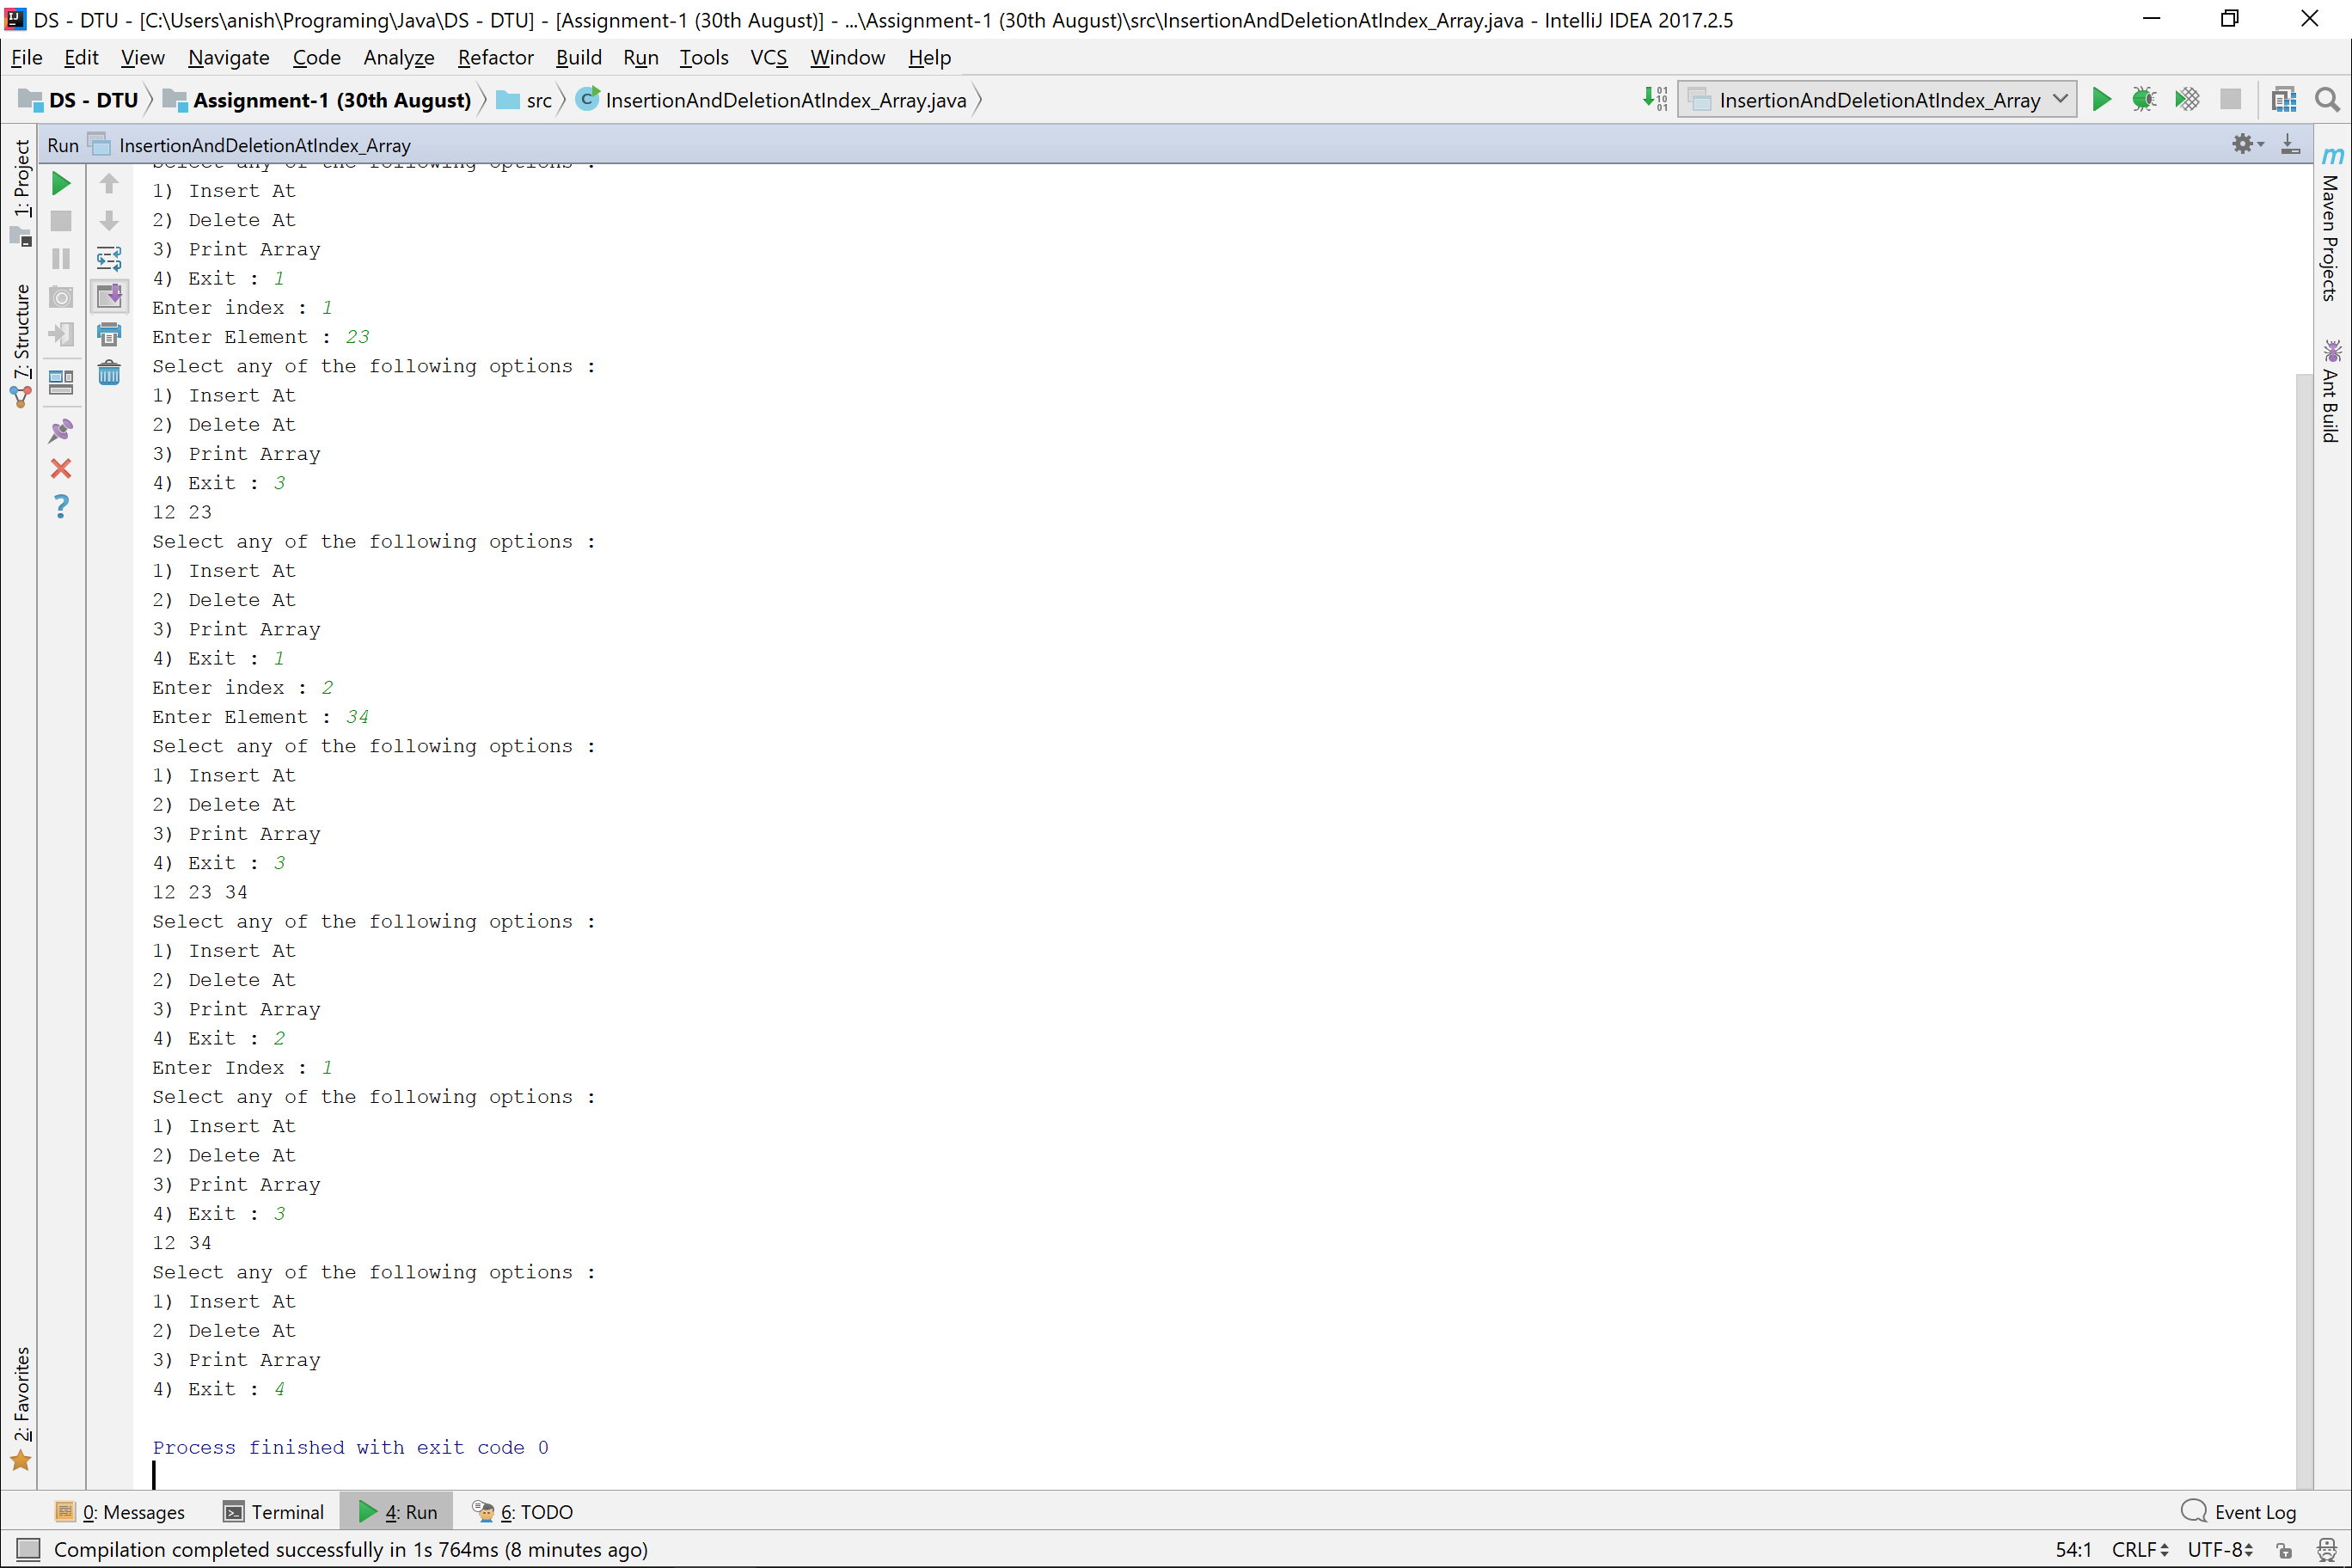 DS - DTU - [C:\Users\anish\Programing\Java\DS - DTU] - [Assignment-1 (30th August)] - ...\Assignment-1 (30th August)\src\InsertionAndDeletionAtIndex_Array.java - IntelliJ IDEA 2017.2.5
File Edit View Navigate Code Analyze Refactor Build Run Tools VCS Window Help
DS - DTU Assignment-1 (30th August) src InsertionAndDeletionAtIndex_Array.java InsertionAndDeletionAtIndex_Array
Run InsertionAndDeletionAtIndex_Array
1: Project
7: Structure
2: Favorites
Select any of the following options :
1) Insert At
2) Delete At
3) Print Array
4) Exit : 1
Enter index : 1
Enter Element : 23
Select any of the following options :
1) Insert At
2) Delete At
3) Print Array
4) Exit : 3
12 23
Select any of the following options :
1) Insert At
2) Delete At
3) Print Array
4) Exit : 1
Enter index : 2
Enter Element : 34
Select any of the following options :
1) Insert At
2) Delete At
3) Print Array
4) Exit : 3
12 23 34
Select any of the following options :
1) Insert At
2) Delete At
3) Print Array
4) Exit : 2
Enter Index : 1
Select any of the following options :
1) Insert At
2) Delete At
3) Print Array
4) Exit : 3
12 34
Select any of the following options :
1) Insert At
2) Delete At
3) Print Array
4) Exit : 4
Process finished with exit code 0
Maven Projects
Ant Build
0: Messages Terminal 4: Run 6: TODO Event Log
Compilation completed successfully in 1s 764ms (8 minutes ago) 54:1 CRLF UTF-8